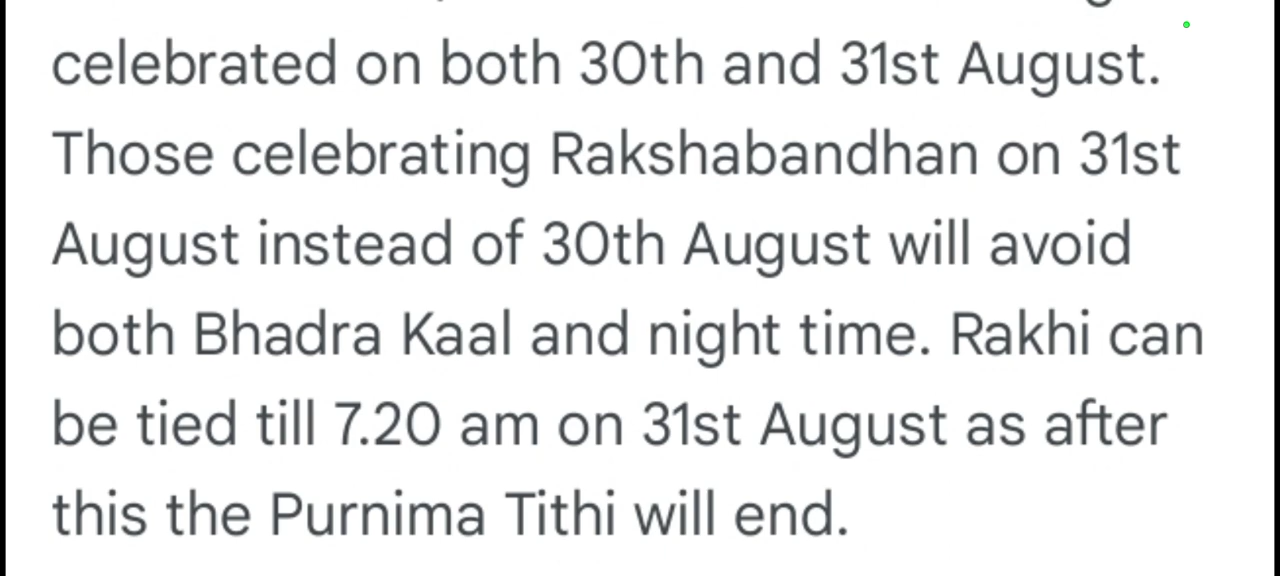 celebrated on both 30th and 31st August.
Those celebrating Rakshabandhan on 31st
August instead of 30th August will avoid
both Bhadra Kaal and night time. Rakhi can
be tied till 7.20 am on 31st August as after
this the Purnima Tithi will end.